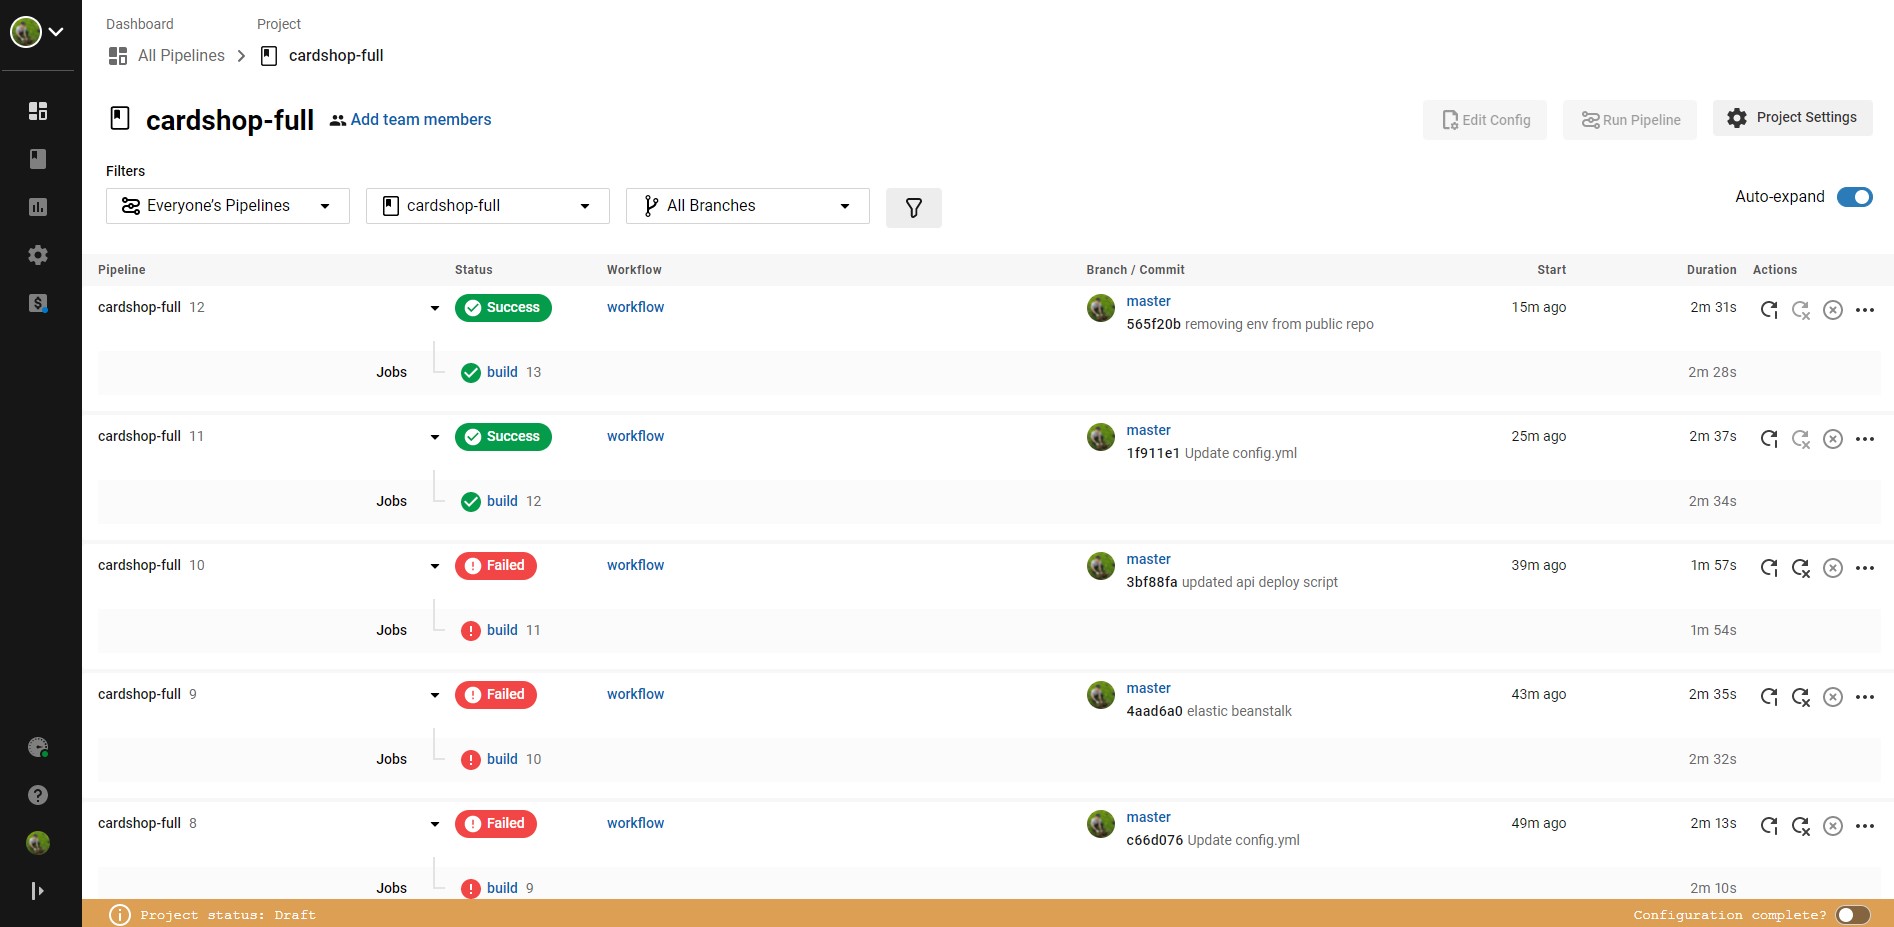 Dashboard Project
All Pipelines cardshop-full
cardshop-full Add team members
Edit Config Run Pipeline Project Settings
Filters
Everyone’s Pipelines cardshop-full All Branches
Auto-expand
Pipeline Status Workflow Branch / Commit Start Duration Actions
cardshop-full 12 Success workflow master 15m ago 2m 31s
565f20b removing env from public repo
Jobs build 13 2m 28s
cardshop-full 11 Success workflow master 25m ago 2m 37s
1f911e1 Update config.yml
Jobs build 12 2m 34s
cardshop-full 10 Failed workflow master 39m ago 1m 57s
3bf88fa updated api deploy script
Jobs build 11 1m 54s
cardshop-full 9 Failed workflow master 43m ago 2m 35s
4aad6a0 elastic beanstalk
Jobs build 10 2m 32s
cardshop-full 8 Failed workflow master 49m ago 2m 13s
c66d076 Update config.yml
Jobs build 9 2m 10s
Project status: Draft Configuration complete?